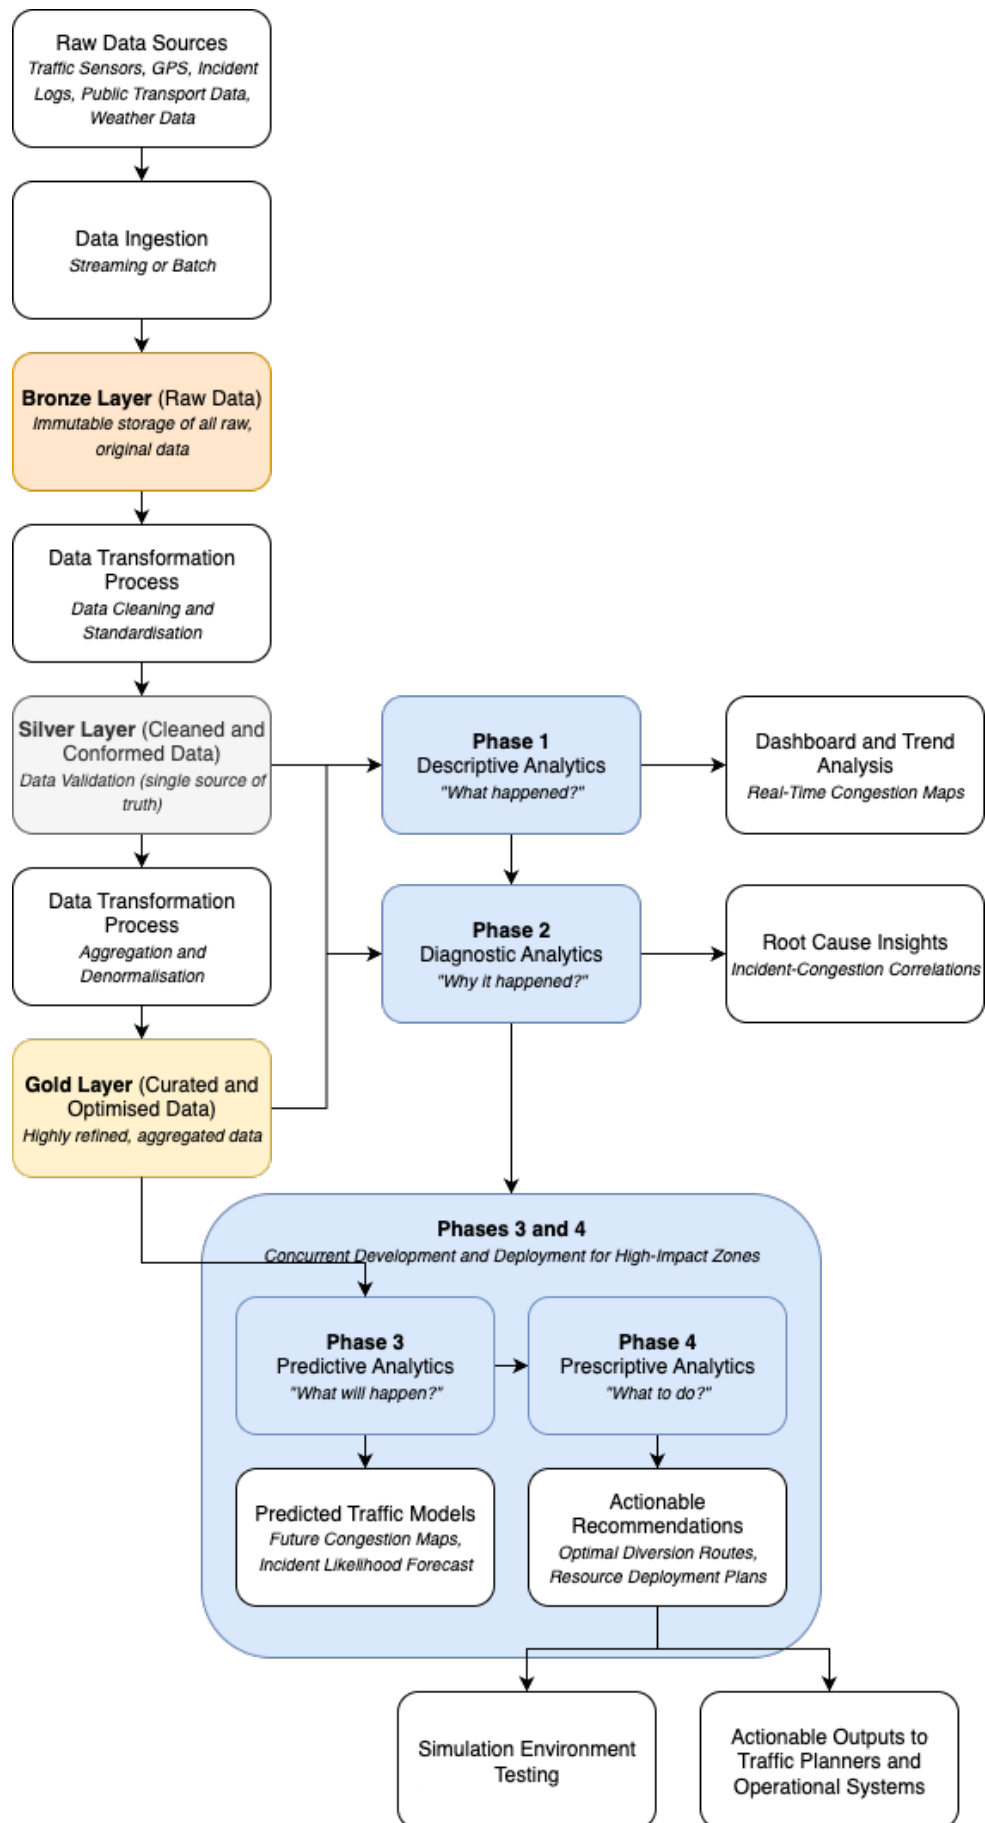 Raw Data Sources
Traffic Sensors, GPS, Incident
Logs, Public Transport Data,
Weather Data
Data Ingestion
Streaming or Batch
Bronze Layer (Raw Data)
Immutable storage of all raw,
original data
Data Transformation
Process
Data Cleaning and
Standardisation
Silver Layer (Cleaned and
Conformed Data)
Data Validation (single source of
truth)
Phase 1
Descriptive Analytics
"What happened?"
Dashboard and Trend
Analysis
Real-Time Congestion Maps
Data Transformation
Process
Aggregation and
Denormalisation
Phase 2
Diagnostic Analytics
"Why it happened?"
Root Cause Insights
Incident-Congestion Correlations
Gold Layer (Curated and
Optimised Data)
Highly refined, aggregated data
Phases 3 and 4
Concurrent Development and Deployment for High-Impact Zones
Phase 3
Predictive Analytics
"What will happen?"
Phase 4
Prescriptive Analytics
"What to do?"
Predicted Traffic Models
Future Congestion Maps,
Incident Likelihood Forecast
Actionable
Recommendations
Optimal Diversion Routes,
Resource Deployment Plans
Simulation Environment
Testing
Actionable Outputs to
Traffic Planners and
Operational Systems